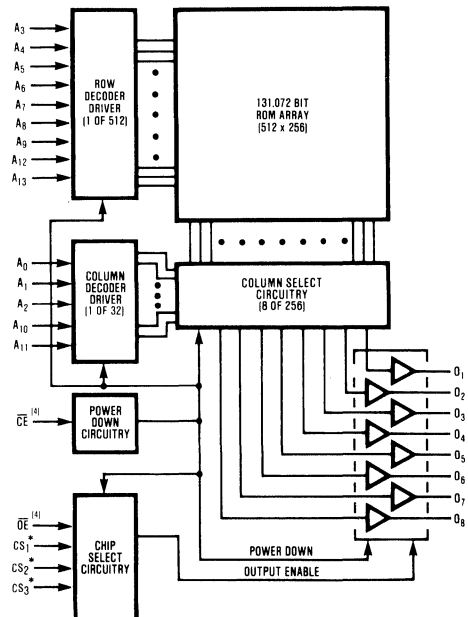 A3
A4
A5
A6
A7
A8
A9
A12
A13
ROW
DECODER
DRIVER
(1 OF 512)
131,072 BIT
ROM ARRAY
(512 x 256)
A0
A1
A2
A10
A11
COLUMN
DECODER
DRIVER
(1 OF 32)
COLUMN SELECT
CIRCUITRY
(8 OF 256)
O1
O2
O3
O4
O5
O6
O7
O8
CE [4]
POWER
DOWN
CIRCUITRY
OE [4]
CS1*
CS2*
CS3*
CHIP
SELECT
CIRCUITRY
POWER DOWN
OUTPUT ENABLE